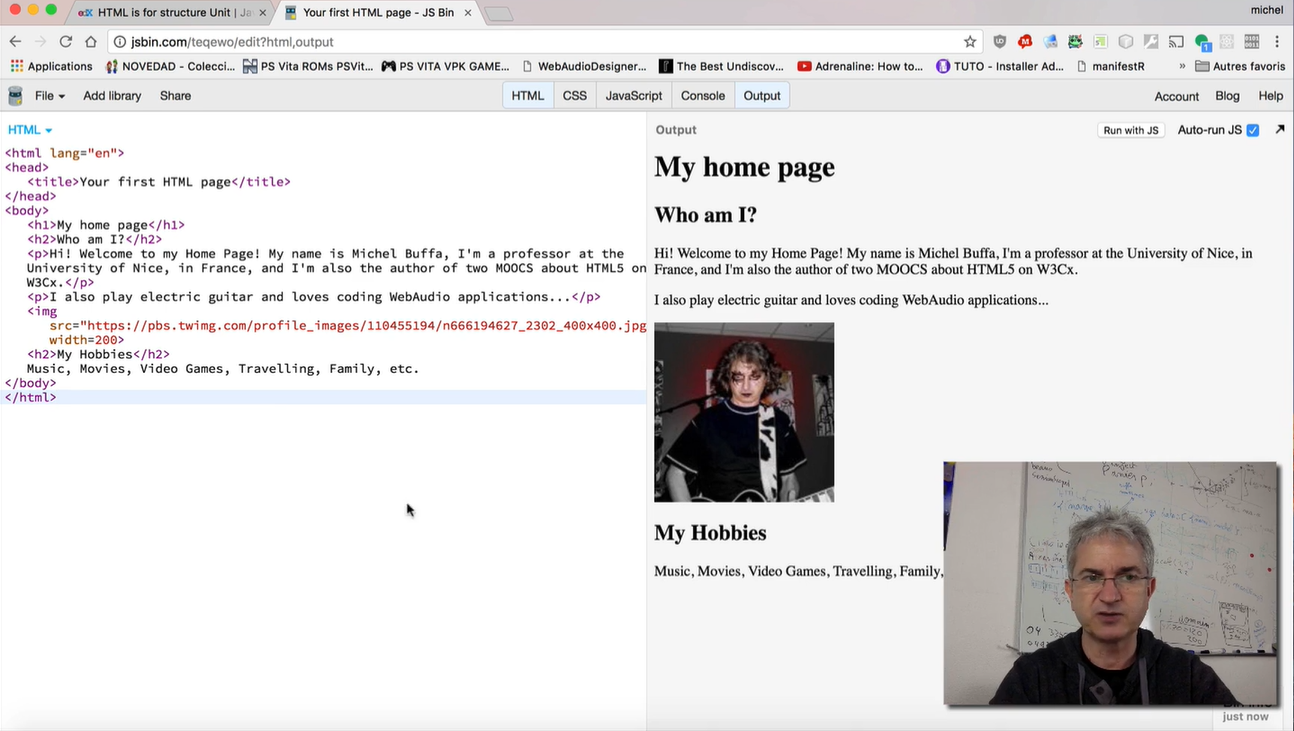 michel
HTML is for structure Unit | Ja
Your first HTML page - JS Bin
jsbin.com/teqewo/edit?html,output
Applications
NOVEDAD - Colecci...
PS Vita ROMs PSVit...
PS VITA VPK GAME...
WebAudioDesigner...
The Best Undiscov...
Adrenaline: How to...
TUTO - Installer Ad...
manifestR
»
Autres favoris
File
Add library
Share
HTML
CSS
JavaScript
Console
Output
Account
Blog
Help
HTML
<html lang="en">
<head>
<title>Your first HTML page</title>
</head>
<body>
<h1>My home page</h1>
<h2>Who am I?</h2>
<p>Hi! Welcome to my Home Page! My name is Michel Buffa, I'm a professor at the
University of Nice, in France, and I'm also the author of two MOOCS about HTML5 on
W3Cx.</p>
<p>I also play electric guitar and loves coding WebAudio applications...</p>
<img
src="https://pbs.twimg.com/profile_images/110455194/n666194627_2302_400x400.jpg
width=200>
<h2>My Hobbies</h2>
Music, Movies, Video Games, Travelling, Family, etc.
</body>
</html>
Output
Run with JS
Auto-run JS
My home page
Who am I?
Hi! Welcome to my Home Page! My name is Michel Buffa, I'm a professor at the University of Nice, in
France, and I'm also the author of two MOOCS about HTML5 on W3Cx.
I also play electric guitar and loves coding WebAudio applications...
My Hobbies
Music, Movies, Video Games, Travelling, Family,
just now